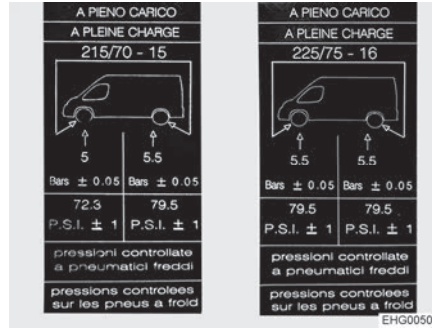 A PIENO CARICO
A PLEINE CHARGE
215/70 - 15
5 5.5
Bars ± 0.05 Bars ± 0.05
72.3 79.5
P.S.I. ± 1 P.S.I. ± 1
pressioni controllate
a pneumatici freddi
pressions controlees
sur les pneus a froid
A PIENO CARICO
A PLEINE CHARGE
225/75 - 16
5.5 5.5
Bars ± 0.05 Bars ± 0.05
79.5 79.5
P.S.I. ± 1 P.S.I. ± 1
pressioni controllate
a pneumatici freddi
pressions controlees
sur les pneus a froid
EHG0050